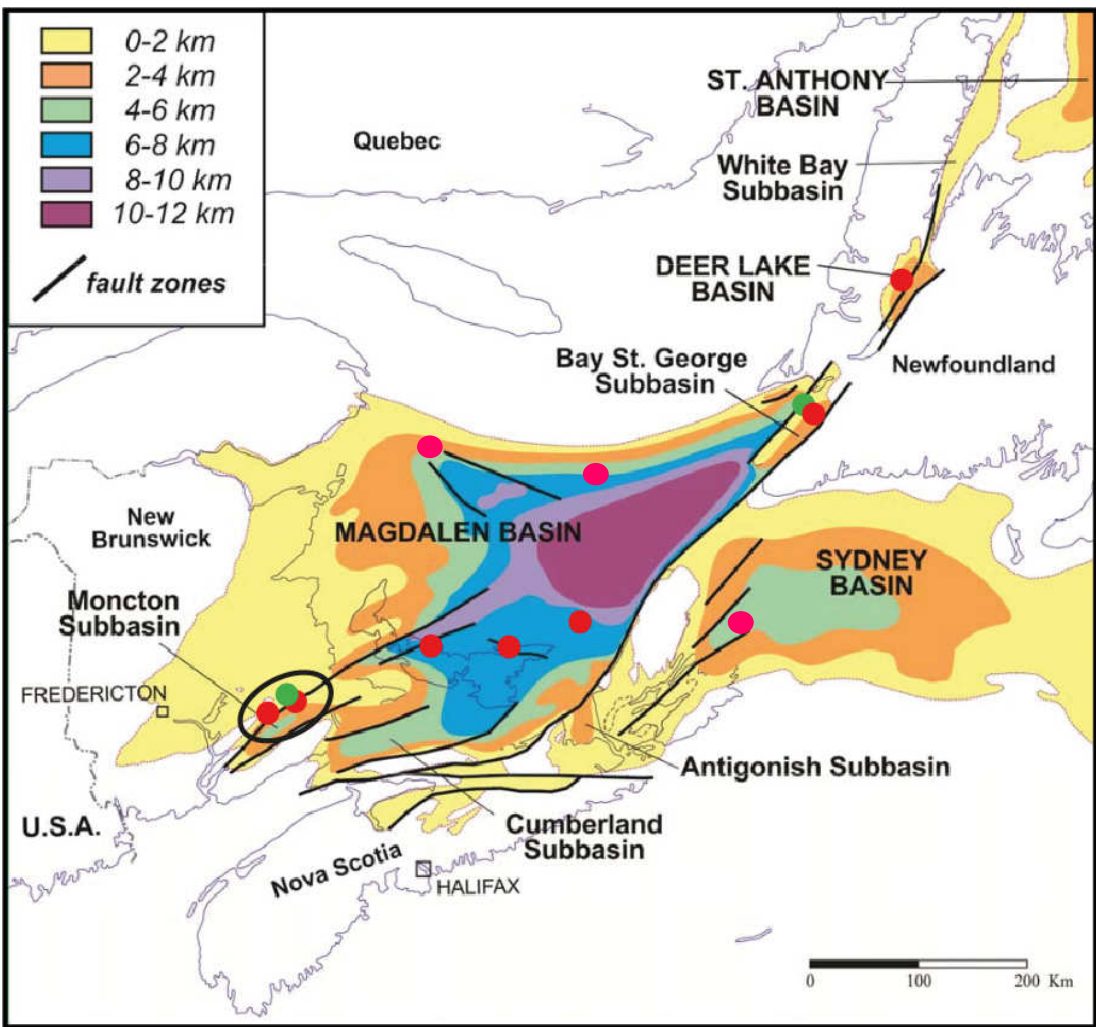 0-2 km
2-4 km
4-6 km
6-8 km
8-10 km
10-12 km
fault zones
Quebec
ST. ANTHONY
BASIN
White Bay
Subbasin
DEER LAKE
BASIN
Bay St. George
Subbasin
Newfoundland
New
Brunswick
MAGDALEN BASIN
SYDNEY
BASIN
Moncton
Subbasin
FREDERICTON
Antigonish Subbasin
U.S.A.
Cumberland
Subbasin
Nova Scotia
HALIFAX
0 100 200 Km